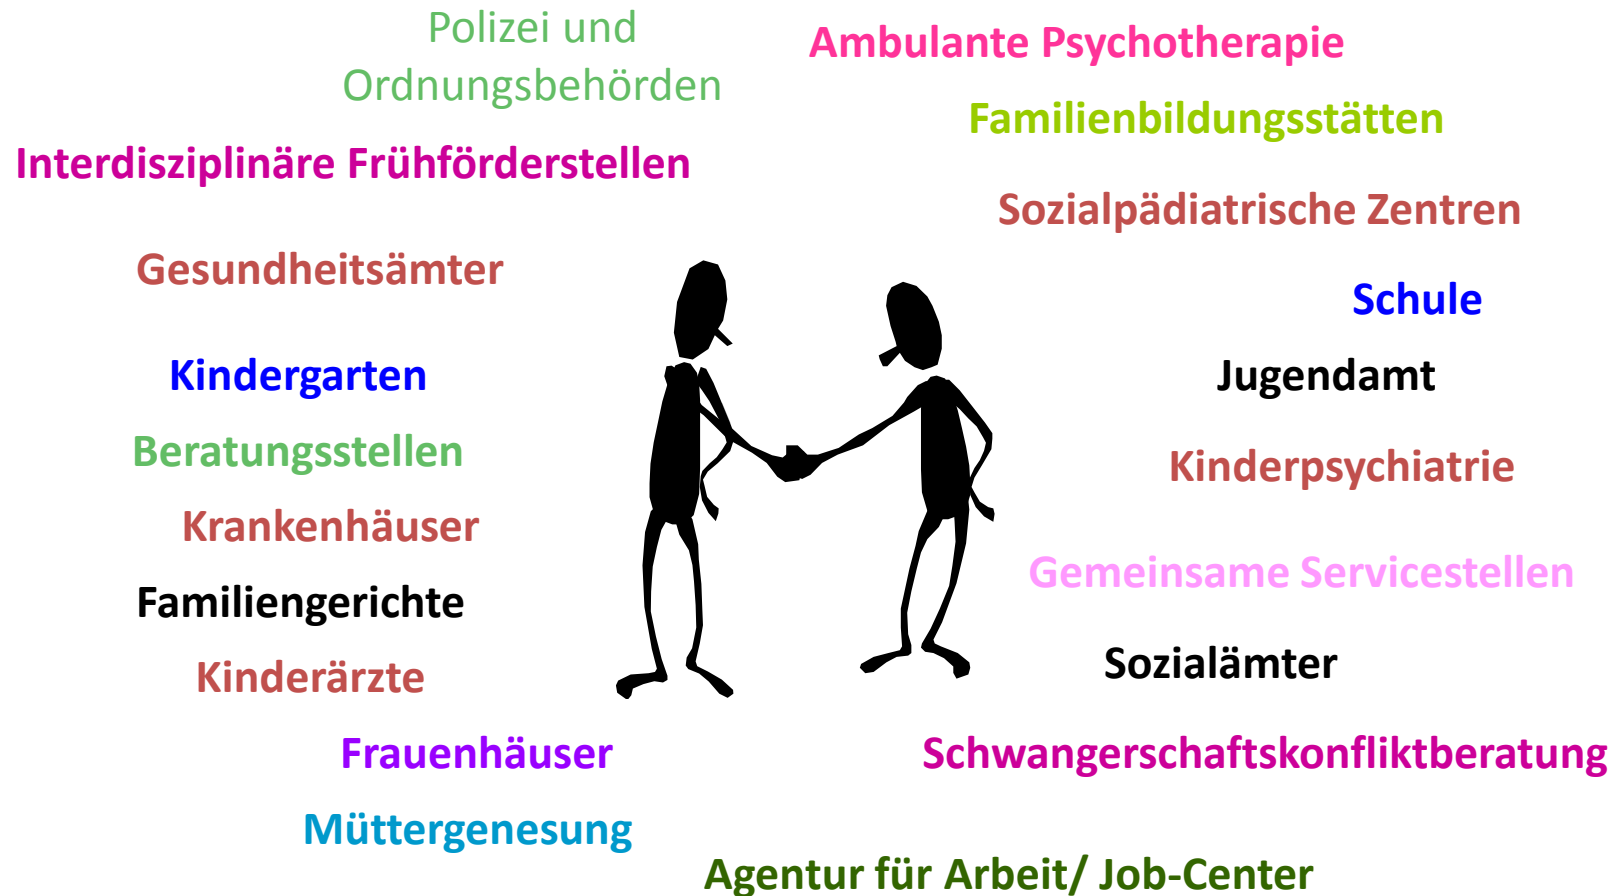 Polizei und
Ordnungsbehörden
Ambulante Psychotherapie
Familienbildungsstätten
Interdisziplinäre Frühförderstellen
Sozialpädiatrische Zentren
Gesundheitsämter
Schule
Kindergarten
Jugendamt
Beratungsstellen
Kinderpsychiatrie
Krankenhäuser
Gemeinsame Servicestellen
Familiengerichte
Sozialämter
Kinderärzte
Frauenhäuser
Schwangerschaftskonfliktberatung
Müttergenesung
Agentur für Arbeit/ Job-Center